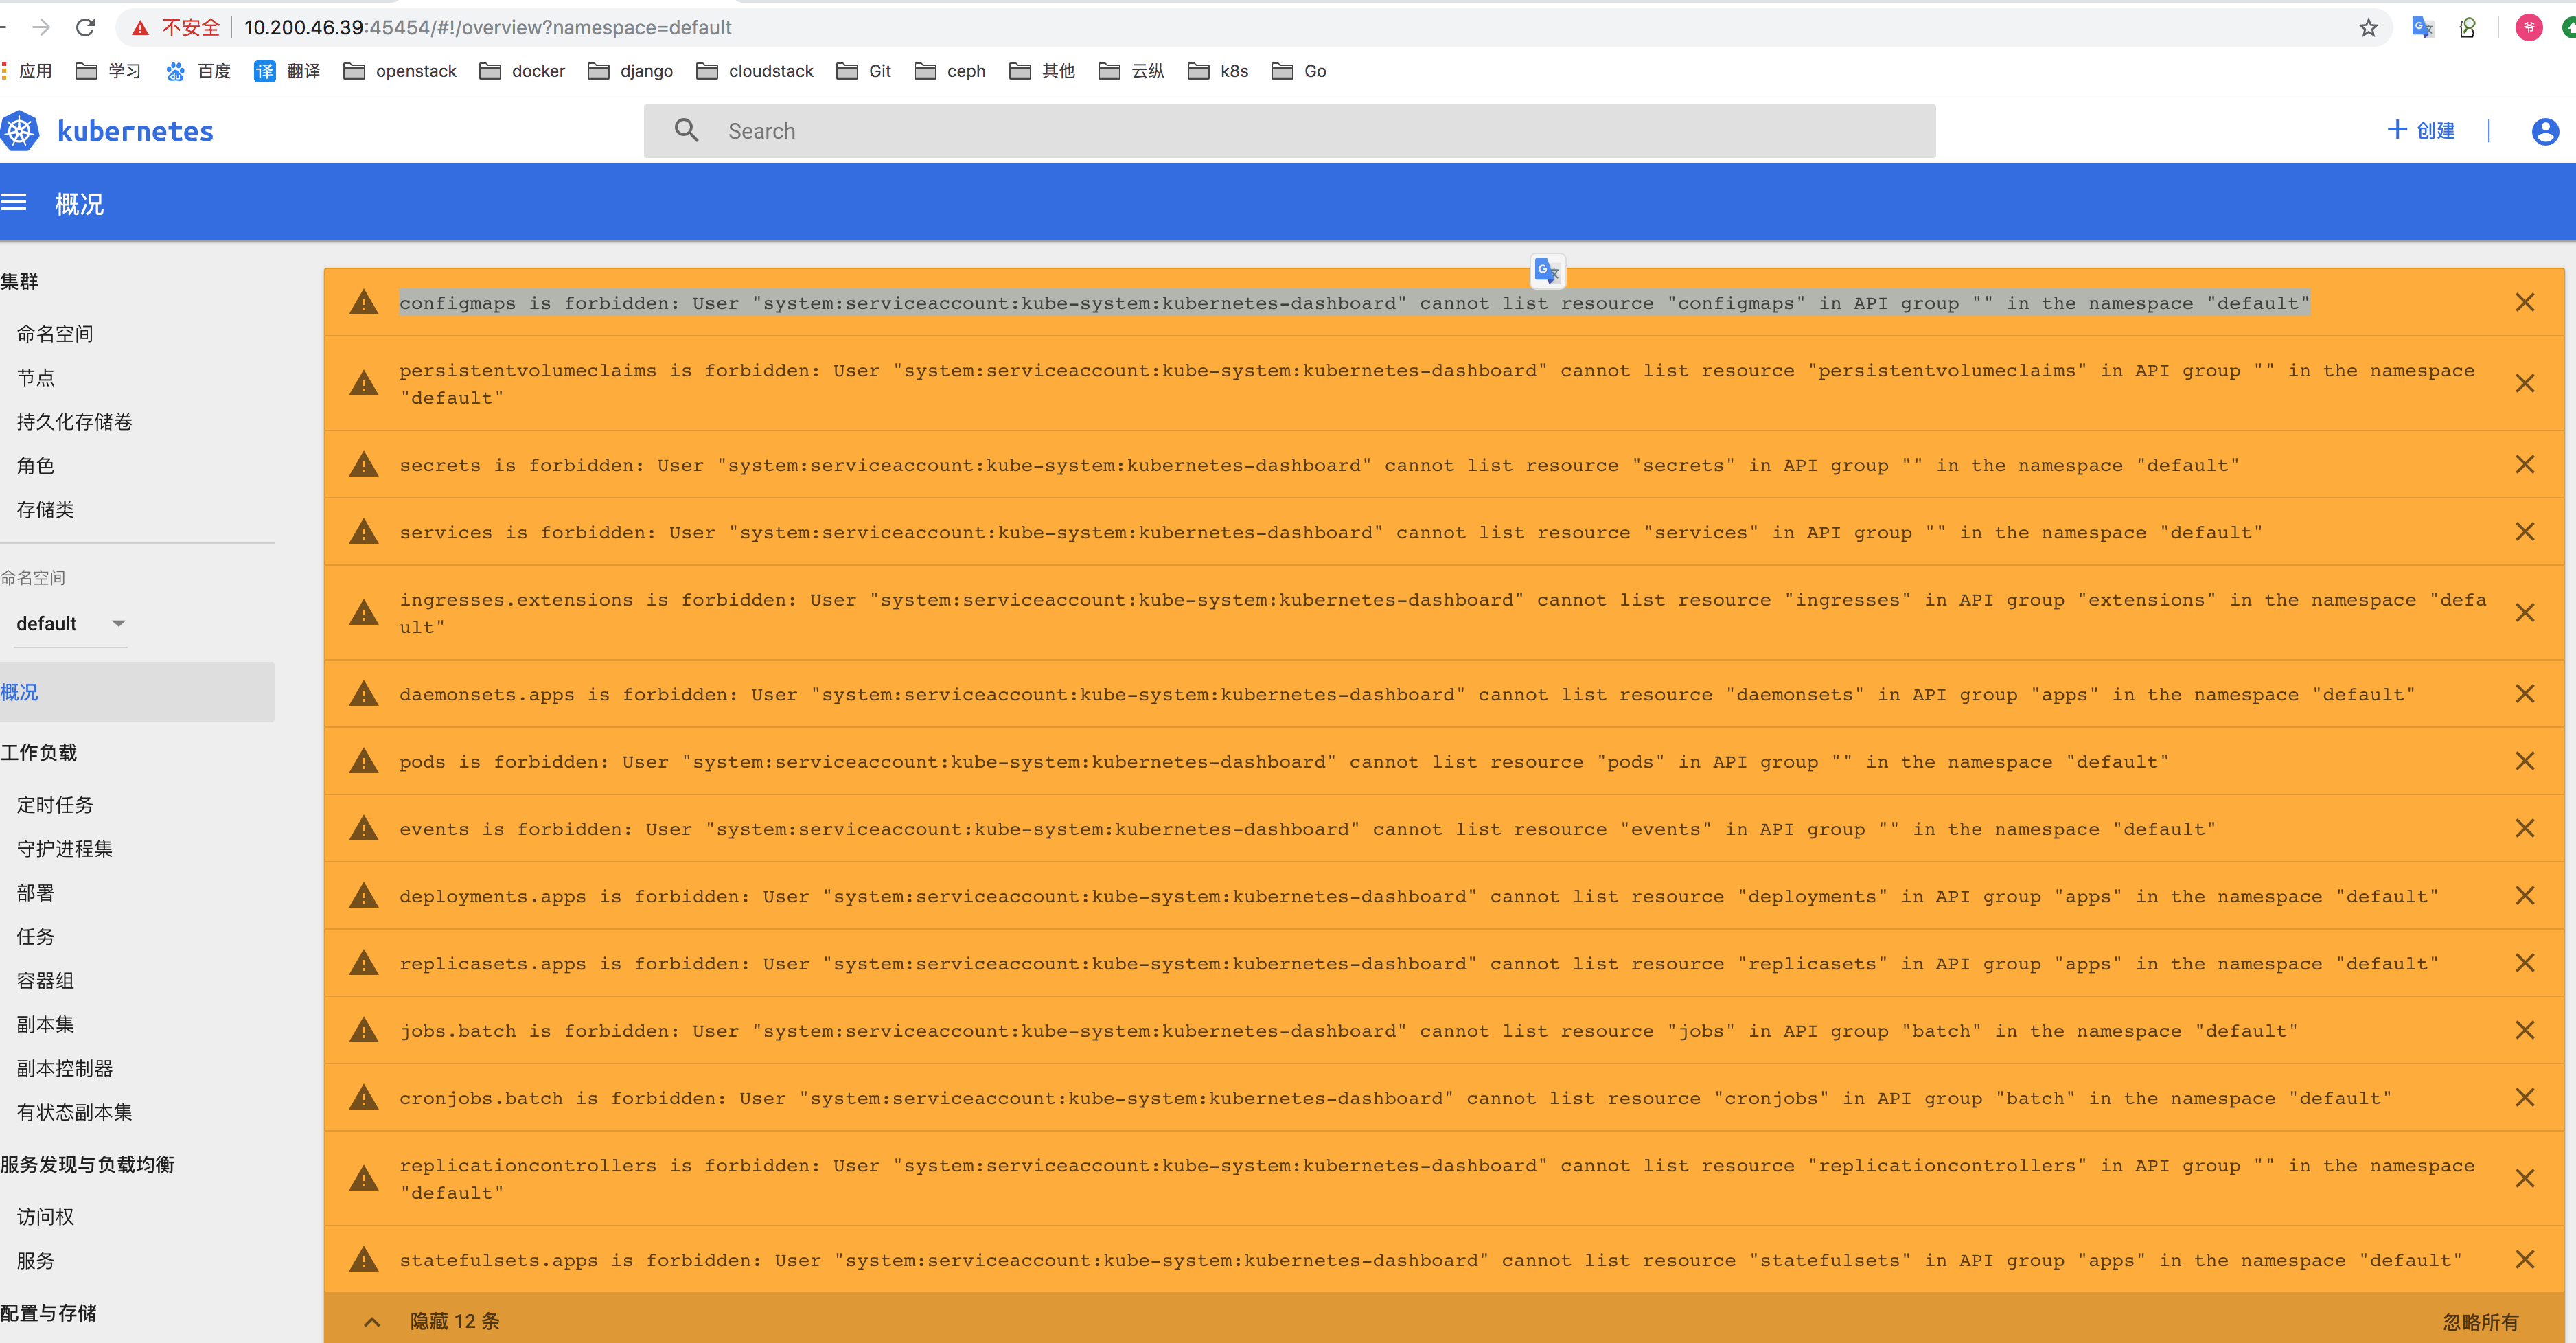 不安全 10.200.46.39:45454/#!/overview?namespace=default
应用 学习 百度 译 翻译 openstack docker django cloudstack Git ceph 其他 云纵 k8s Go
kubernetes
Search
创建
概况
集群
命名空间
节点
持久化存储卷
角色
存储类
命名空间
default
概况
工作负载
定时任务
守护进程集
部署
任务
容器组
副本集
副本控制器
有状态副本集
服务发现与负载均衡
访问权
服务
配置与存储
configmaps is forbidden: User "system:serviceaccount:kube-system:kubernetes-dashboard" cannot list resource "configmaps" in API group "" in the namespace "default"
persistentvolumeclaims is forbidden: User "system:serviceaccount:kube-system:kubernetes-dashboard" cannot list resource "persistentvolumeclaims" in API group "" in the namespace
"default"
secrets is forbidden: User "system:serviceaccount:kube-system:kubernetes-dashboard" cannot list resource "secrets" in API group "" in the namespace "default"
services is forbidden: User "system:serviceaccount:kube-system:kubernetes-dashboard" cannot list resource "services" in API group "" in the namespace "default"
ingresses.extensions is forbidden: User "system:serviceaccount:kube-system:kubernetes-dashboard" cannot list resource "ingresses" in API group "extensions" in the namespace "defa
ult"
daemonsets.apps is forbidden: User "system:serviceaccount:kube-system:kubernetes-dashboard" cannot list resource "daemonsets" in API group "apps" in the namespace "default"
pods is forbidden: User "system:serviceaccount:kube-system:kubernetes-dashboard" cannot list resource "pods" in API group "" in the namespace "default"
events is forbidden: User "system:serviceaccount:kube-system:kubernetes-dashboard" cannot list resource "events" in API group "" in the namespace "default"
deployments.apps is forbidden: User "system:serviceaccount:kube-system:kubernetes-dashboard" cannot list resource "deployments" in API group "apps" in the namespace "default"
replicasets.apps is forbidden: User "system:serviceaccount:kube-system:kubernetes-dashboard" cannot list resource "replicasets" in API group "apps" in the namespace "default"
jobs.batch is forbidden: User "system:serviceaccount:kube-system:kubernetes-dashboard" cannot list resource "jobs" in API group "batch" in the namespace "default"
cronjobs.batch is forbidden: User "system:serviceaccount:kube-system:kubernetes-dashboard" cannot list resource "cronjobs" in API group "batch" in the namespace "default"
replicationcontrollers is forbidden: User "system:serviceaccount:kube-system:kubernetes-dashboard" cannot list resource "replicationcontrollers" in API group "" in the namespace
"default"
statefulsets.apps is forbidden: User "system:serviceaccount:kube-system:kubernetes-dashboard" cannot list resource "statefulsets" in API group "apps" in the namespace "default"
隐藏 12 条
忽略所有